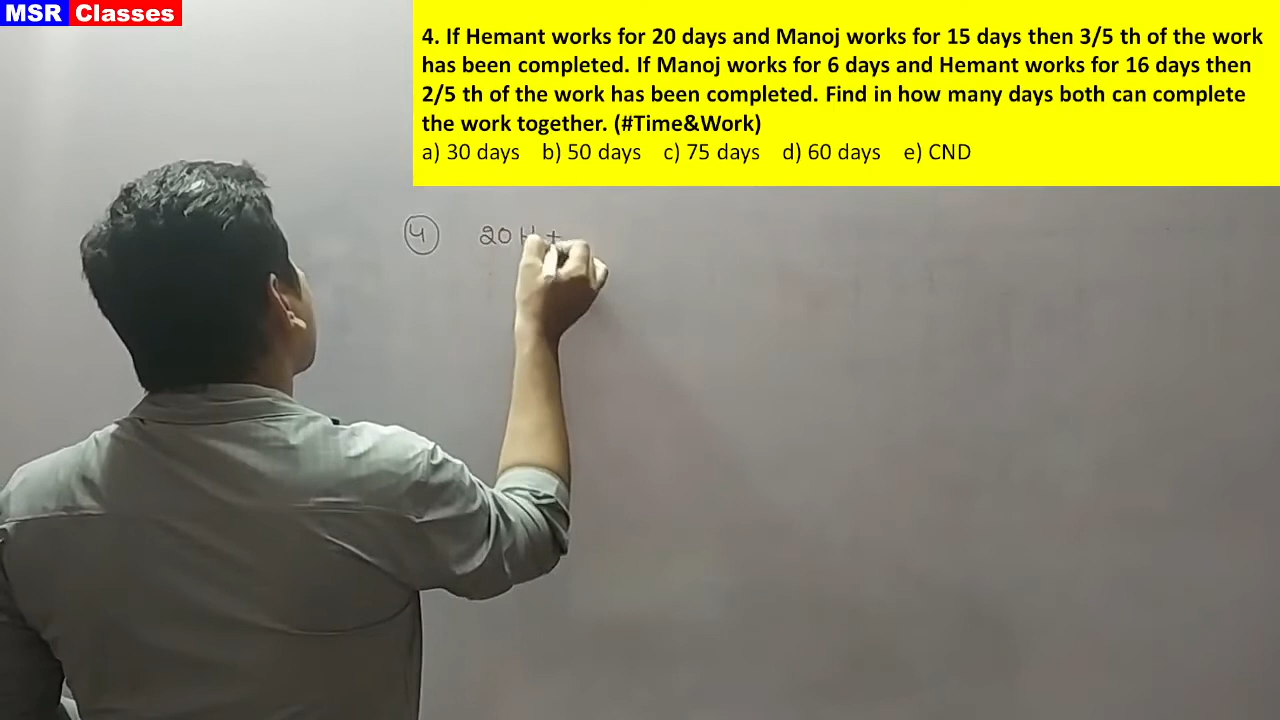 MSR Classes
4. If Hemant works for 20 days and Manoj works for 15 days then 3/5 th of the work
has been completed. If Manoj works for 6 days and Hemant works for 16 days then
2/5 th of the work has been completed. Find in how many days both can complete
the work together. (#Time&Work)
a) 30 days b) 50 days c) 75 days d) 60 days e) CND
4 20 H +